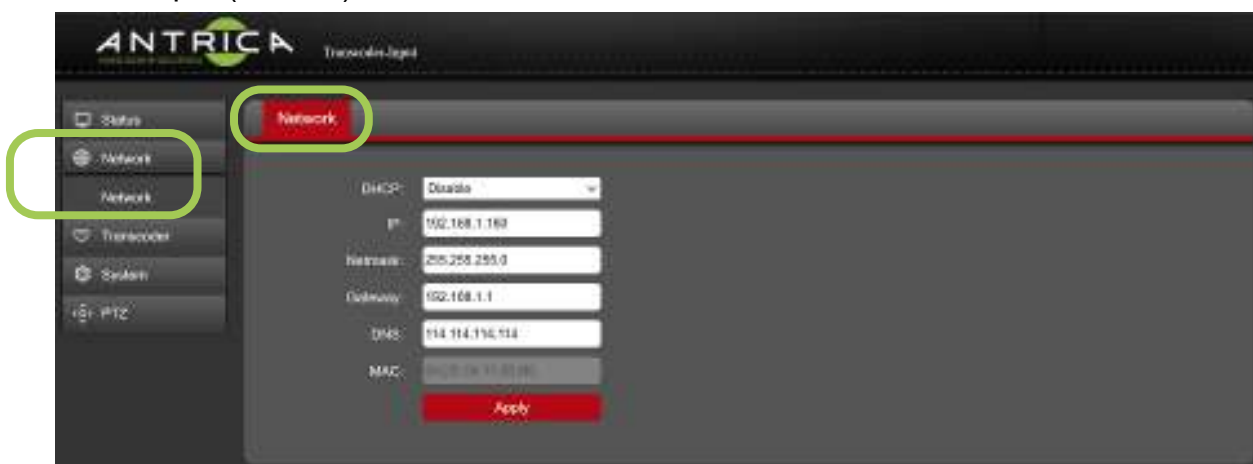 ANTRICA
Transcoder-Input
Status
Network
Network
Network
Transcoder
System
PTZ
DHCP: Disable
IP: 192.168.1.160
Netmask: 255.255.255.0
Gateway: 192.168.1.1
DNS: 114.114.114.114
MAC:
Apply